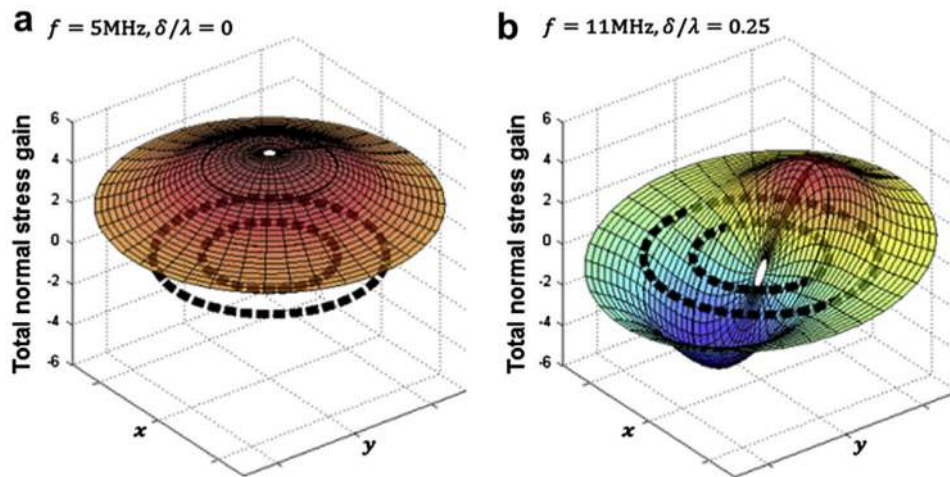 a f = 5MHz, δ/λ = 0
Total normal stress gain
6
4
2
0
-2
-4
-6
x
y
b f = 11MHz, δ/λ = 0.25
Total normal stress gain
6
4
2
0
-2
-4
-6
x
y